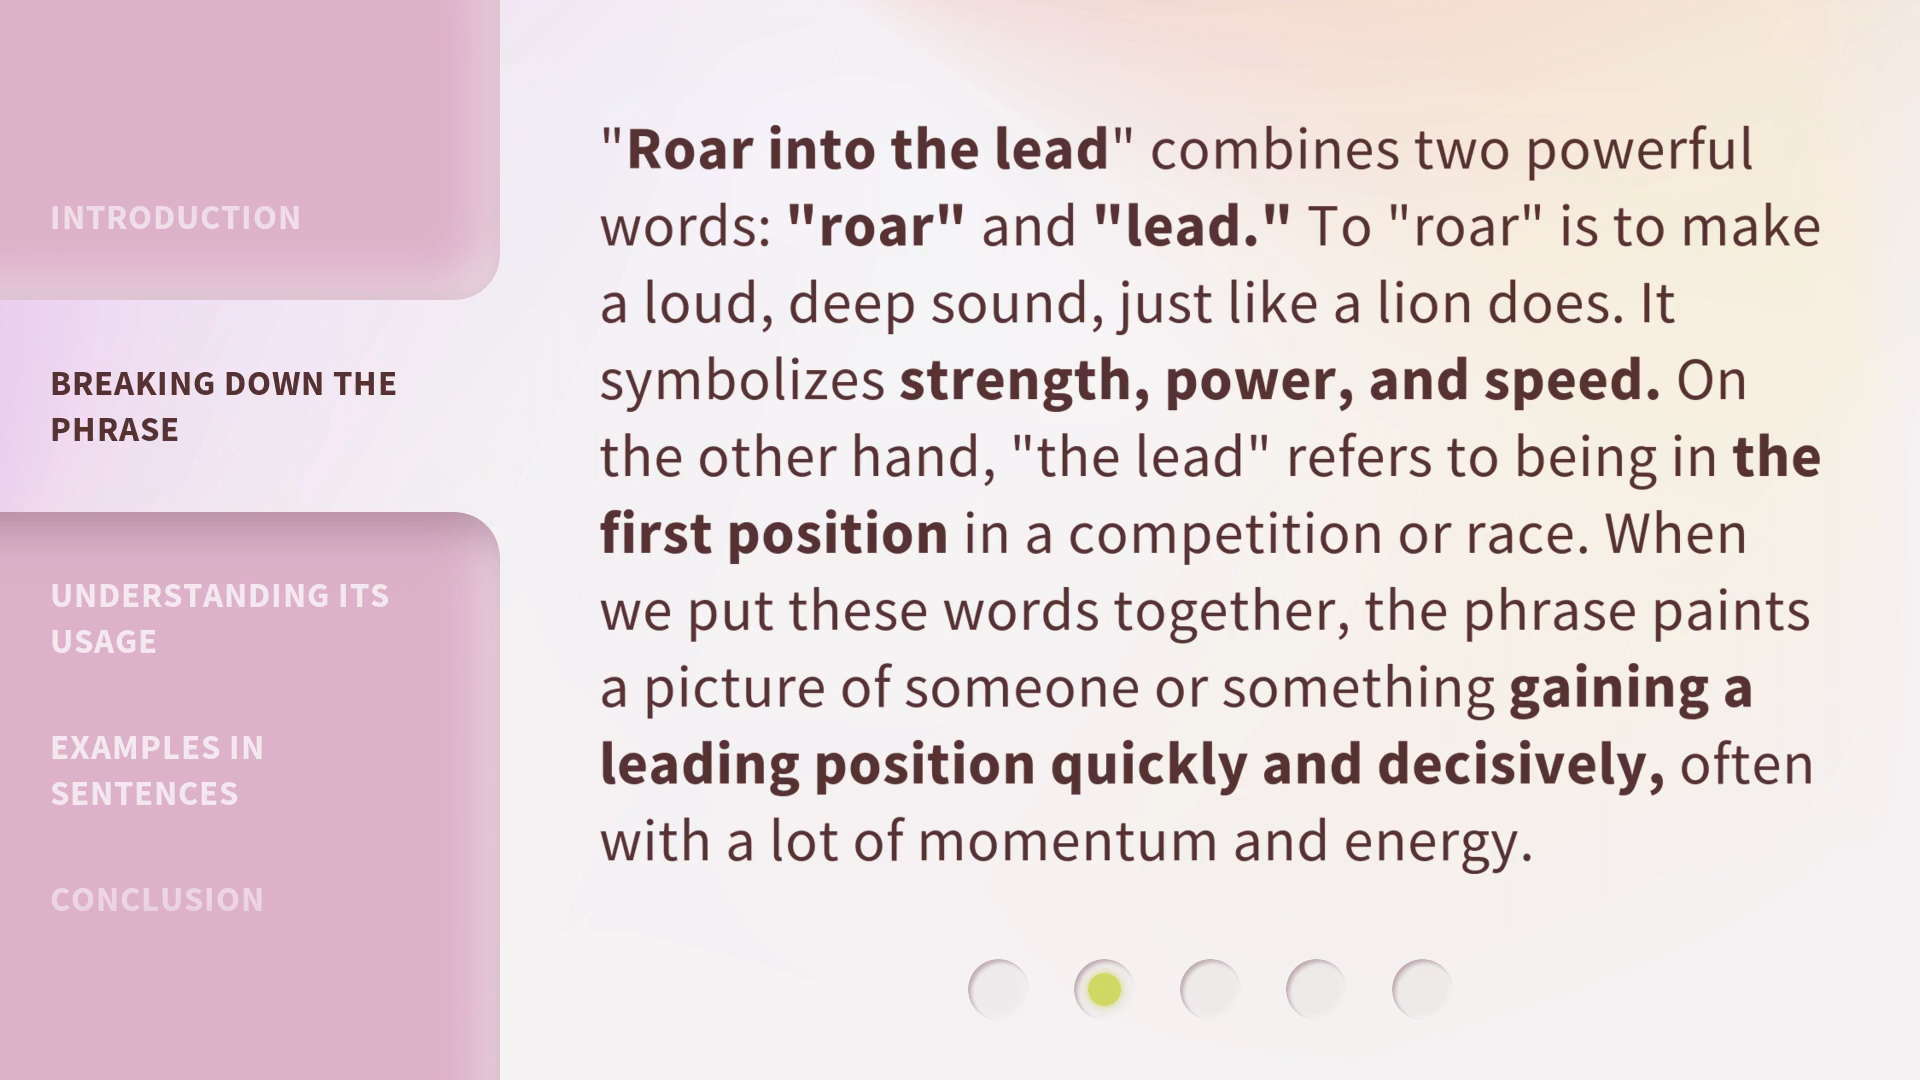 INTRODUCTION
BREAKING DOWN THE
PHRASE
UNDERSTANDING ITS
USAGE
EXAMPLES IN
SENTENCES
CONCLUSION
"Roar into the lead" combines two powerful
words: "roar" and "lead." To "roar" is to make
a loud, deep sound, just like a lion does. It
symbolizes strength, power, and speed. On
the other hand, "the lead" refers to being in the
first position in a competition or race. When
we put these words together, the phrase paints
a picture of someone or something gaining a
leading position quickly and decisively, often
with a lot of momentum and energy.